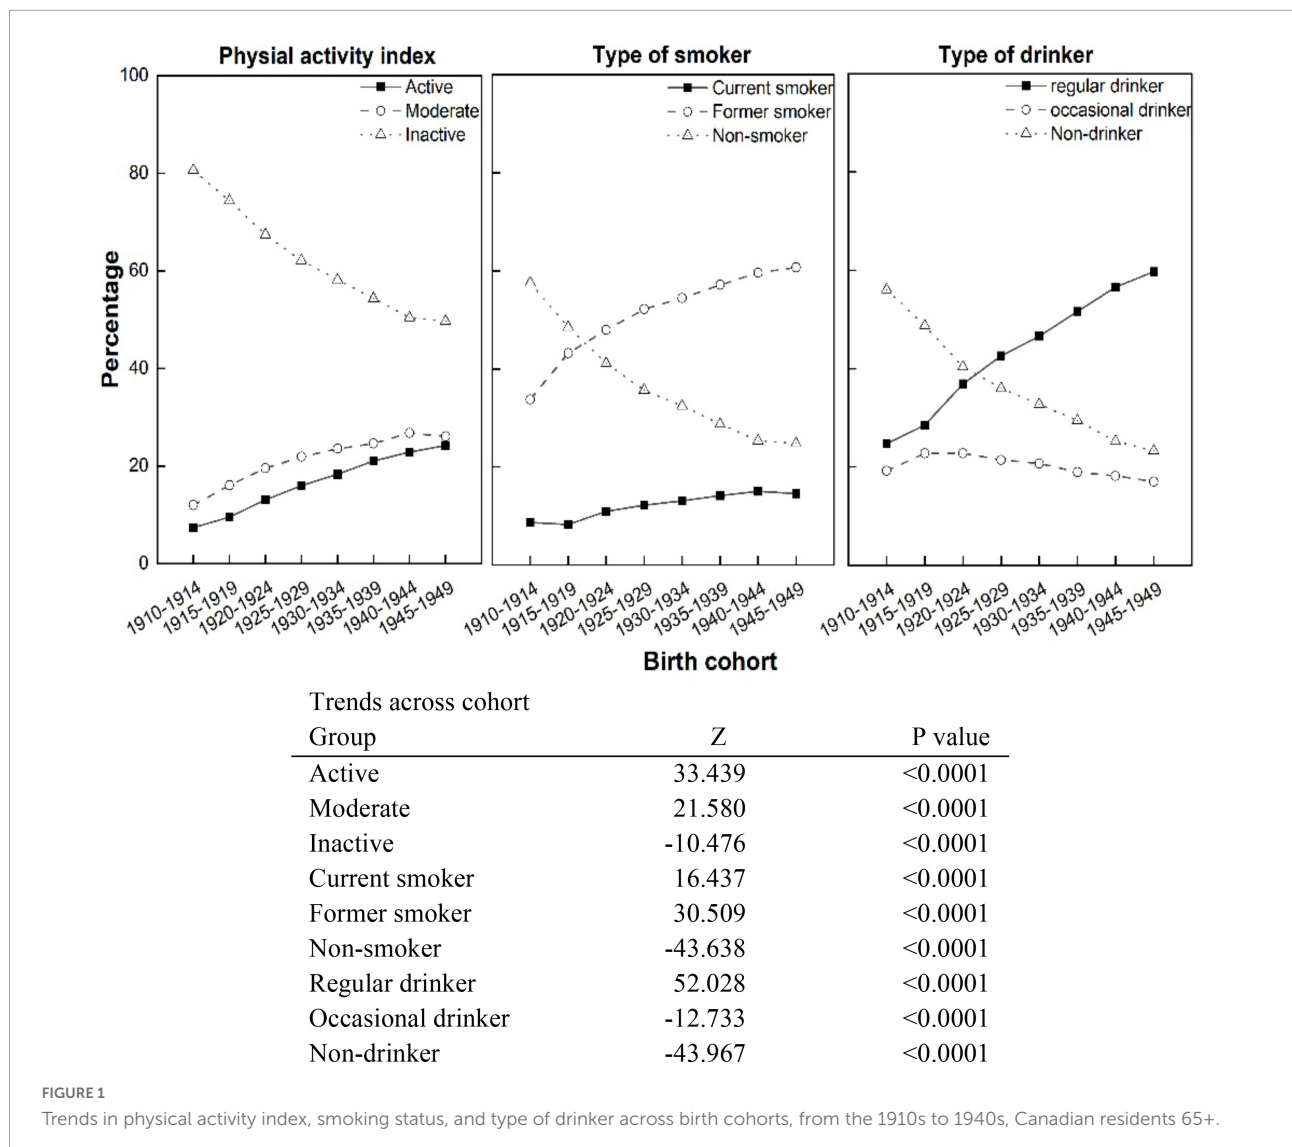 Physial activity index
Type of smoker
Type of drinker
Active
Moderate
Inactive
Current smoker
Former smoker
Non-smoker
regular drinker
occasional drinker
Non-drinker
Percentage
100
80
60
40
20
0
1910-1914
1915-1919
1920-1924
1925-1929
1930-1934
1935-1939
1940-1944
1945-1949
1910-1914
1915-1919
1920-1924
1925-1929
1930-1934
1935-1939
1940-1944
1945-1949
1910-1914
1915-1919
1920-1924
1925-1929
1930-1934
1935-1939
1940-1944
1945-1949
Birth cohort
Trends across cohort
Group Z P value
Active 33.439 <0.0001
Moderate 21.580 <0.0001
Inactive -10.476 <0.0001
Current smoker 16.437 <0.0001
Former smoker 30.509 <0.0001
Non-smoker -43.638 <0.0001
Regular drinker 52.028 <0.0001
Occasional drinker -12.733 <0.0001
Non-drinker -43.967 <0.0001
FIGURE 1
Trends in physical activity index, smoking status, and type of drinker across birth cohorts, from the 1910s to 1940s, Canadian residents 65+.